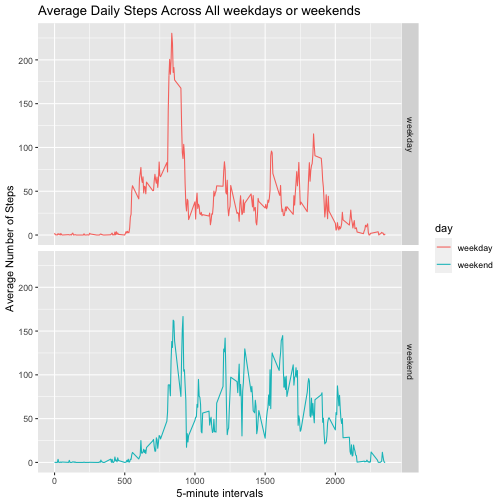 Average Daily Steps Across All weekdays or weekends
Average Number of Steps
200
150
100
50
0
weekday
200
150
100
50
0
weekend
0
500
1000
1500
2000
5-minute intervals
day
weekday
weekend